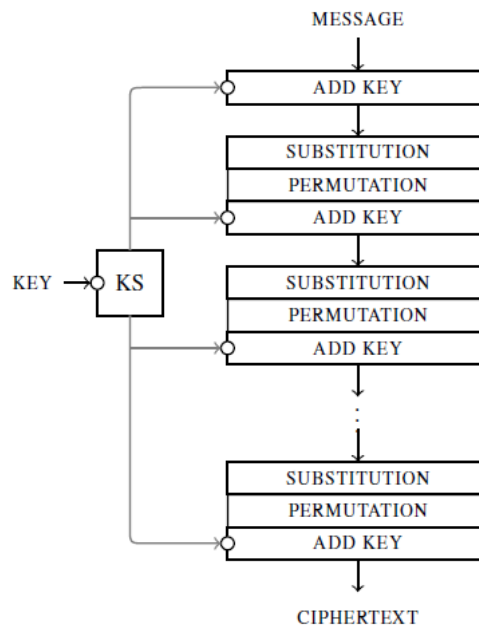 MESSAGE
ADD KEY
SUBSTITUTION
PERMUTATION
ADD KEY
KEY
KS
SUBSTITUTION
PERMUTATION
ADD KEY
SUBSTITUTION
PERMUTATION
ADD KEY
CIPHERTEXT